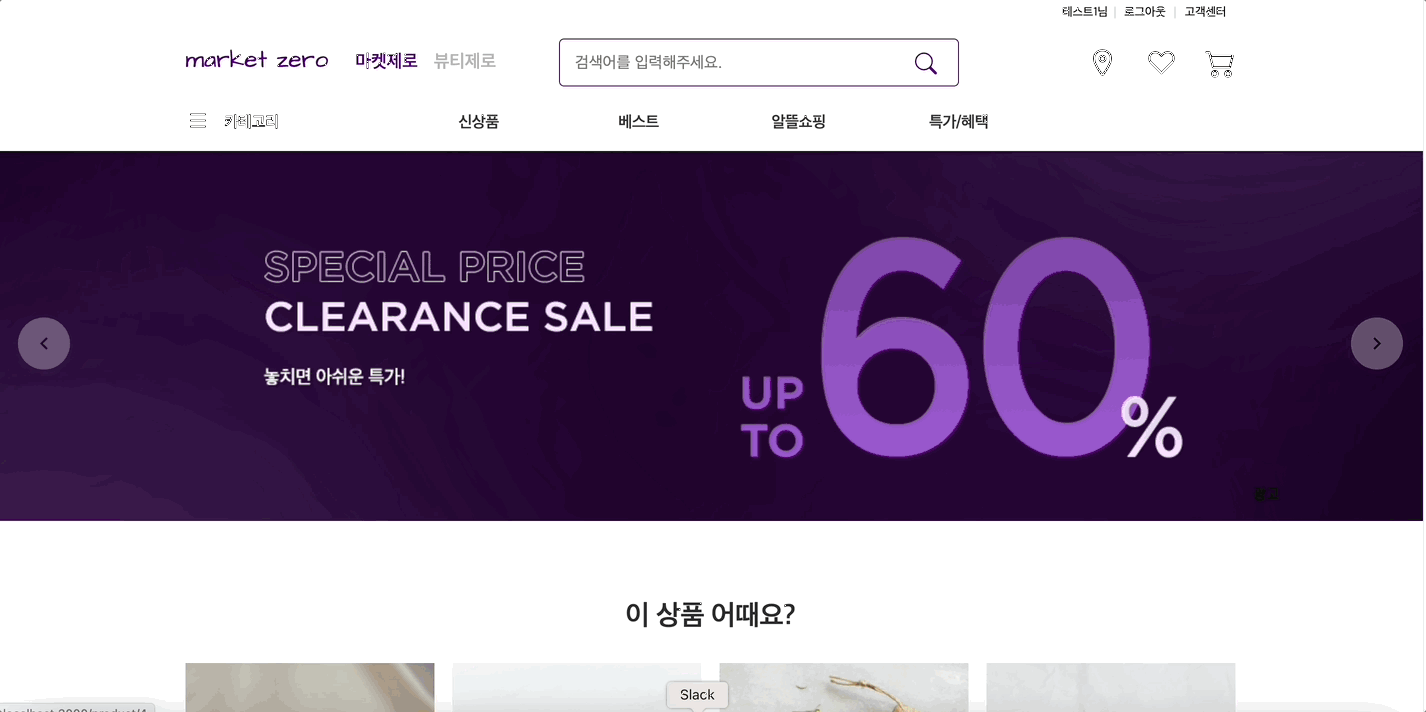 테스트1님 | 로그아웃 | 고객센터
market zero 마켓제로 뷰티제로 검색어를 입력해주세요.
카테고리 신상품 베스트 알뜰쇼핑 특가/혜택
SPECIAL PRICE
CLEARANCE SALE
놓치면 아쉬운 특가!
UP TO 60%
이 상품 어때요?
Slack